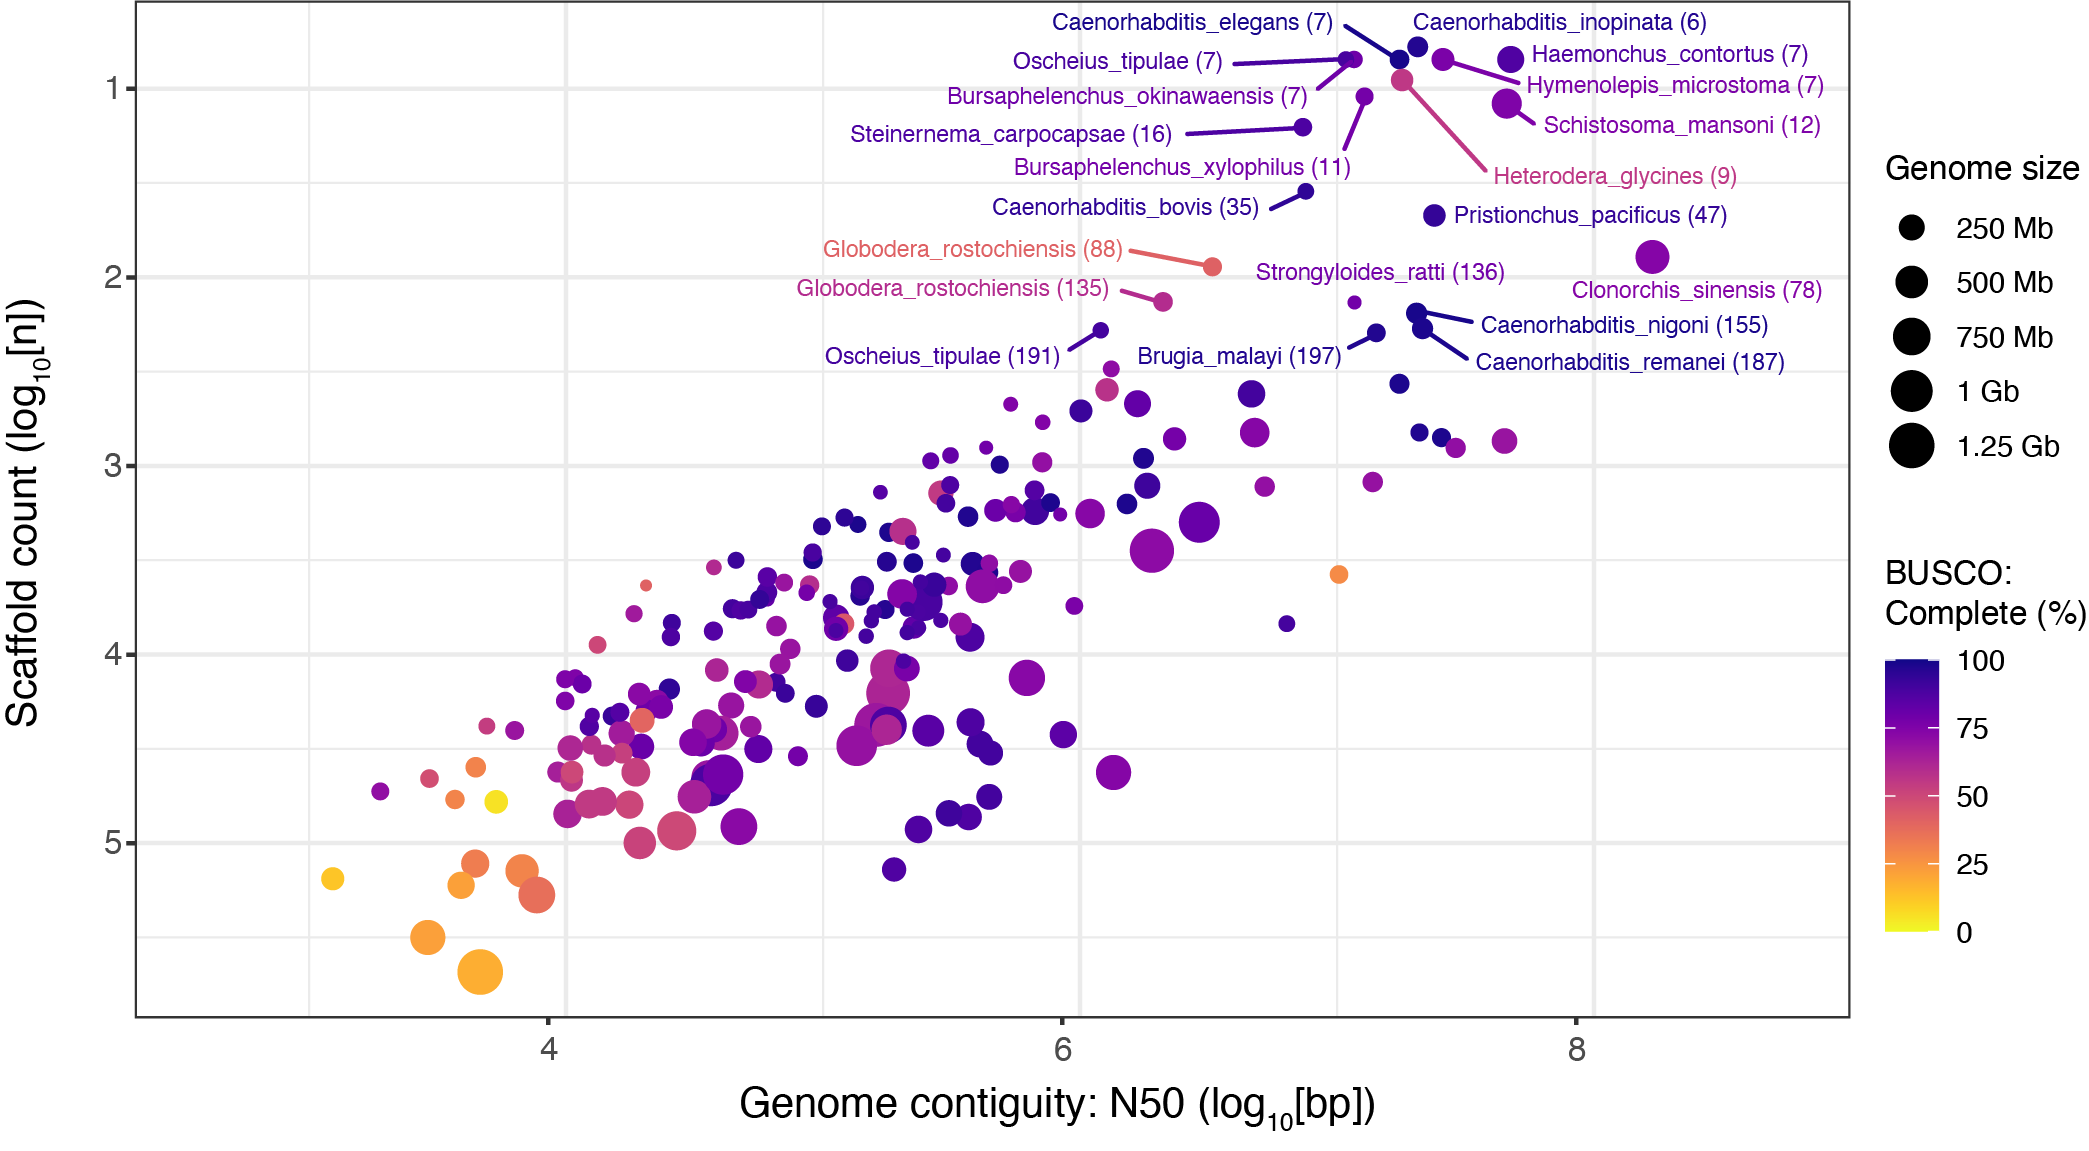 Caenorhabditis_elegans (7)
Caenorhabditis_inopinata (6)
Oscheius_tipulae (7)
Haemonchus_contortus (7)
Bursaphelenchus_okinawaensis (7)
Hymenolepis_microstoma (7)
Steinernema_carpocapsae (16)
Schistosoma_mansoni (12)
Bursaphelenchus_xylophilus (11)
Heterodera_glycines (9)
Caenorhabditis_bovis (35)
Pristionchus_pacificus (47)
Globodera_rostochiensis (88)
Strongyloides_ratti (136)
Globodera_rostochiensis (135)
Clonorchis_sinensis (78)
Caenorhabditis_nigoni (155)
Oscheius_tipulae (191)
Brugia_malayi (197)
Caenorhabditis_remanei (187)
1
2
3
4
5
Scaffold count (log10[n])
4
6
8
Genome contiguity: N50 (log10[bp])
Genome size
250 Mb
500 Mb
750 Mb
1 Gb
1.25 Gb
BUSCO:
Complete (%)
100
75
50
25
0